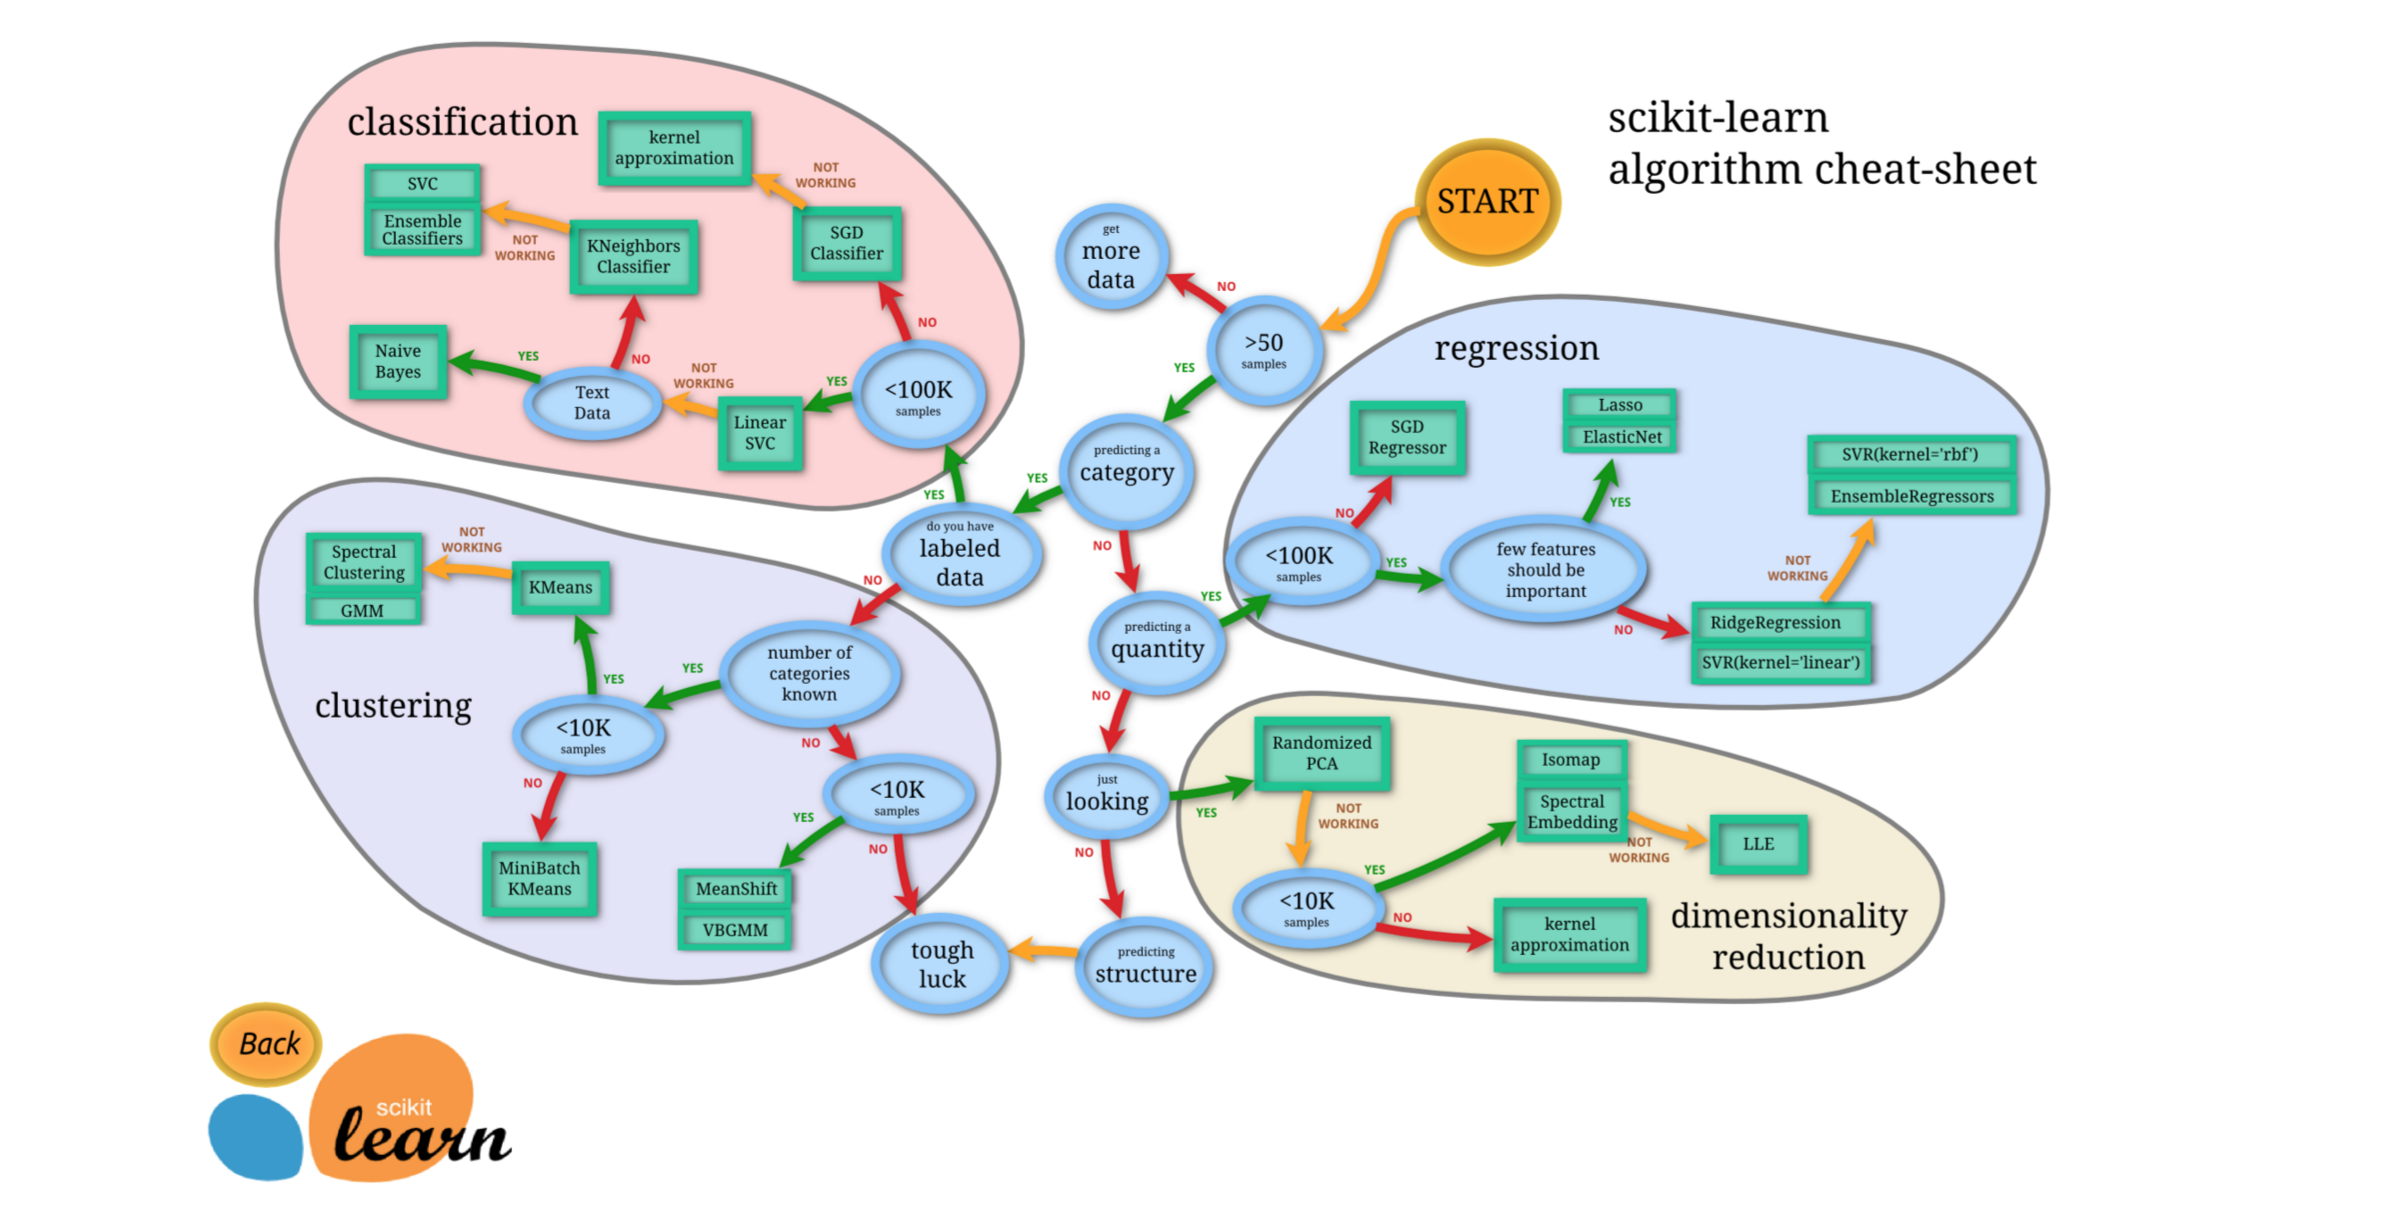 scikit-learn
algorithm cheat-sheet
START
classification
kernel
approximation
NOT
WORKING
SVC
Ensemble
Classifiers
NOT
WORKING
KNeighbors
Classifier
SGD
Classifier
NO
Naive
Bayes
YES
NO
Text
Data
NOT
WORKING
Linear
SVC
YES
<100K
samples
YES
get
more
data
NO
>50
samples
YES
predicting a
category
YES
NO
do you have
labeled
data
NO
predicting a
quantity
YES
NO
just
looking
YES
NO
predicting
structure
tough
luck
regression
SGD
Regressor
NO
<100K
samples
YES
Lasso
ElasticNet
YES
few features
should be
important
NO
SVR(kernel='rbf')
EnsembleRegressors
NOT
WORKING
RidgeRegression
SVR(kernel='linear')
clustering
Spectral
Clustering
GMM
NOT
WORKING
KMeans
YES
<10K
samples
YES
number of
categories
known
NO
NO
MiniBatch
KMeans
<10K
samples
YES
NO
MeanShift
VBGMM
Randomized
PCA
NOT
WORKING
<10K
samples
YES
NO
Isomap
Spectral
Embedding
NOT
WORKING
LLE
kernel
approximation
dimensionality
reduction
Back
scikit
learn